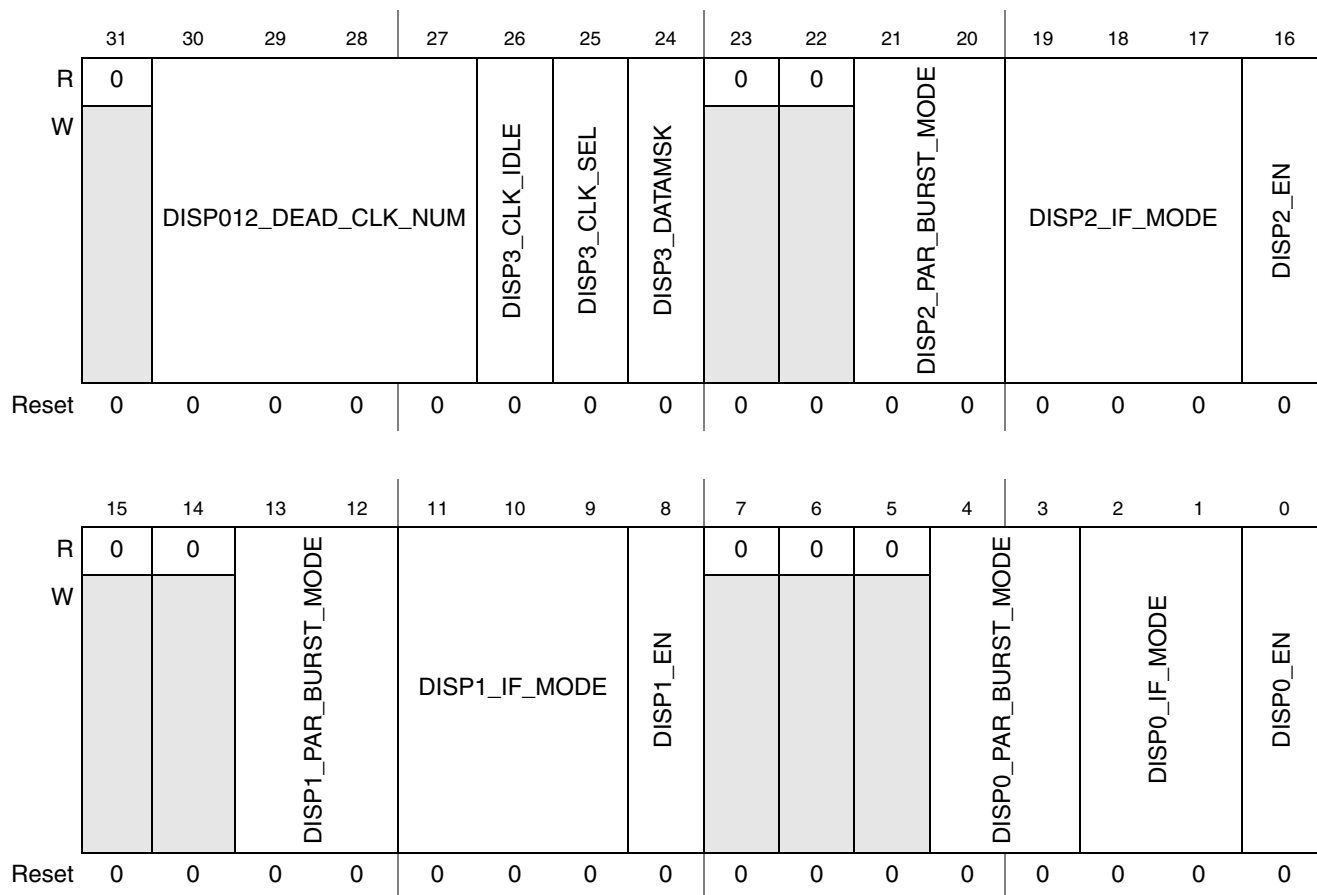 31 30 29 28 27 26 25 24 23 22 21 20 19 18 17 16
R 0 0 0
W
DISP012_DEAD_CLK_NUM
DISP3_CLK_IDLE
DISP3_CLK_SEL
DISP3_DATAMSK
DISP2_PAR_BURST_MODE
DISP2_IF_MODE
DISP2_EN
Reset 0 0 0 0 0 0 0 0 0 0 0 0 0 0 0 0
15 14 13 12 11 10 9 8 7 6 5 4 3 2 1 0
R 0 0 0 0 0
W
DISP1_PAR_BURST_MODE
DISP1_IF_MODE
DISP1_EN
DISP0_PAR_BURST_MODE
DISP0_IF_MODE
DISP0_EN
Reset 0 0 0 0 0 0 0 0 0 0 0 0 0 0 0 0